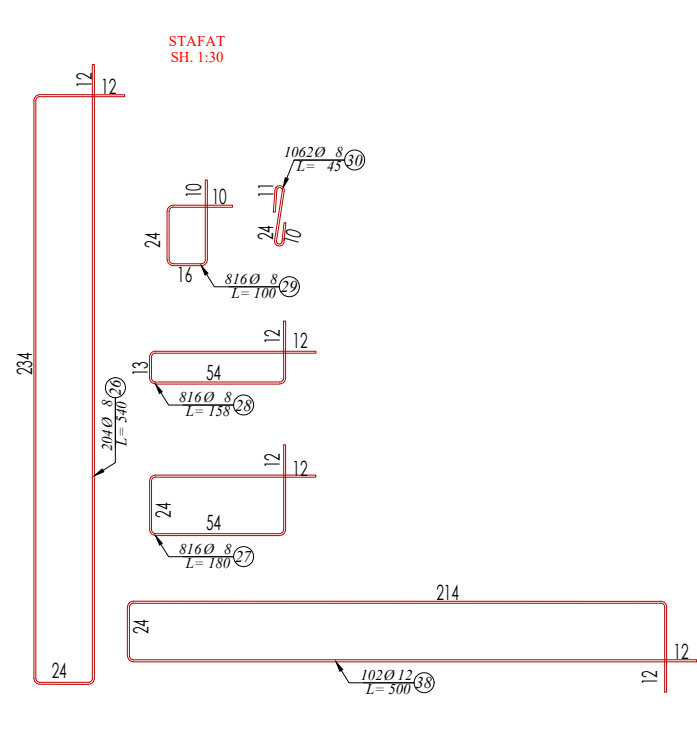 STAFAT
SH. 1:30
12
12
234
24
204Ø 8 26
L= 540
10
10
24
16
816Ø 8 29
L= 100
11
24
10
1062Ø 8 30
L= 45
12
12
13
54
816Ø 8 28
L= 158
12
12
24
54
816Ø 8 27
L= 180
214
24
12
12
102Ø 12 38
L= 500